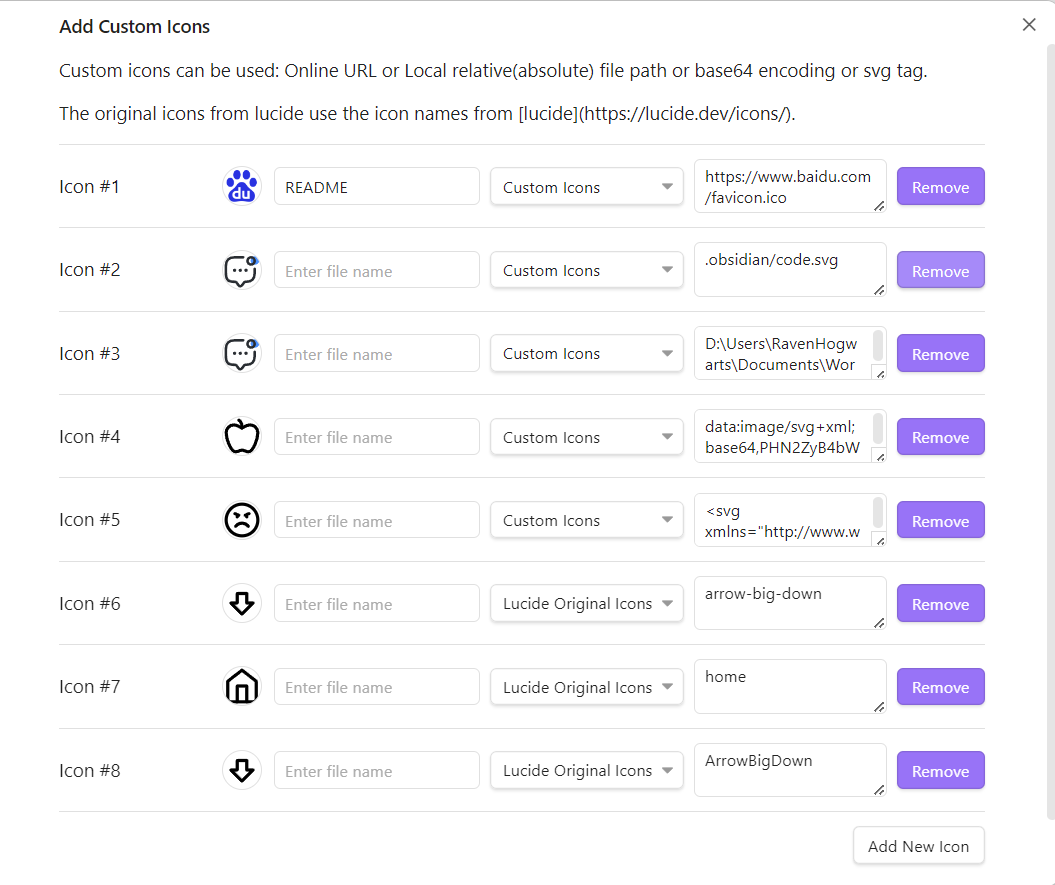 Add Custom Icons
Custom icons can be used: Online URL or Local relative(absolute) file path or base64 encoding or svg tag.
The original icons from lucide use the icon names from [lucide](https://lucide.dev/icons/).
Icon #1
du
README
Custom Icons
https://www.baidu.com
/favicon.ico
Remove
Icon #2
Enter file name
Custom Icons
.obsidian/code.svg
Remove
Icon #3
Enter file name
Custom Icons
D:\Users\RavenHogw
arts\Documents\Wor
Remove
Icon #4
Enter file name
Custom Icons
data:image/svg+xml;
base64,PHN2ZyB4bW
Remove
Icon #5
Enter file name
Custom Icons
<svg
xmlns="http://www.w
Remove
Icon #6
Enter file name
Lucide Original Icons
arrow-big-down
Remove
Icon #7
Enter file name
Lucide Original Icons
home
Remove
Icon #8
Enter file name
Lucide Original Icons
ArrowBigDown
Remove
Add New Icon